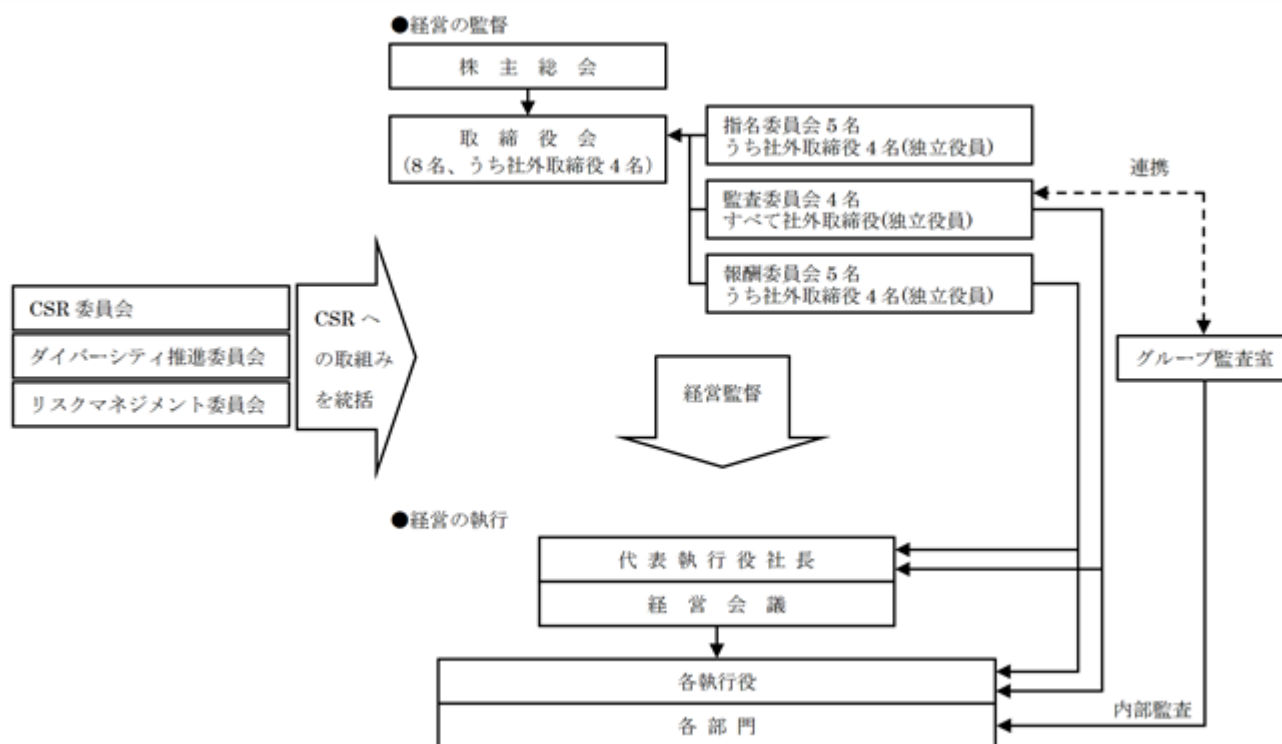 ●経営の監督
株主総会
取締役会
(8名、うち社外取締役4名)
指名委員会5名
うち社外取締役4名(独立役員)
連携
監査委員会4名
すべて社外取締役(独立役員)
報酬委員会5名
うち社外取締役4名(独立役員)
CSR委員会
ダイバーシティ推進委員会
リスクマネジメント委員会
CSRへ
の取組み
を統括
グループ監査室
経営監督
●経営の執行
代表執行役社長
経営会議
各執行役
各部門
内部監査